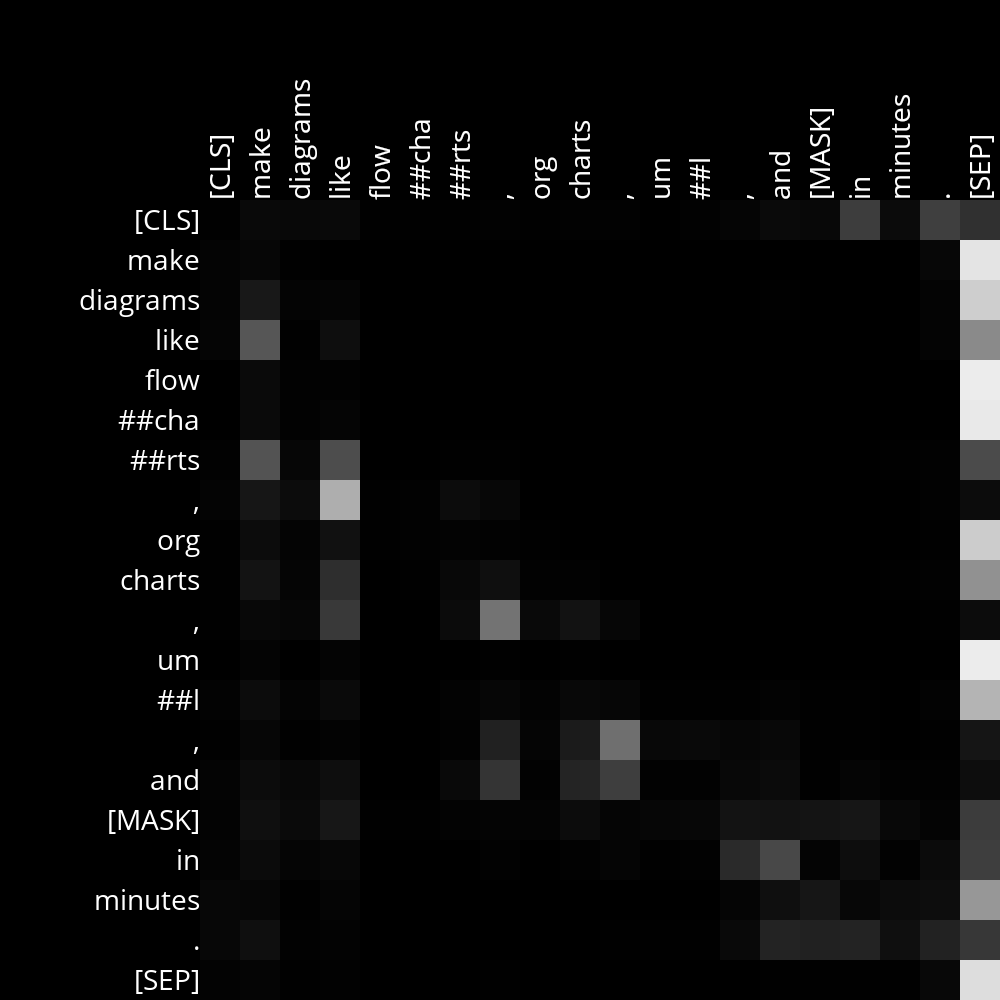 [CLS] make diagrams like flow ##cha ##rts , org charts , um ##l , and [MASK] in minutes . [SEP]
[CLS]
make
diagrams
like
flow
##cha
##rts
,
org
charts
,
um
##l
,
and
[MASK]
in
minutes
.
[SEP]